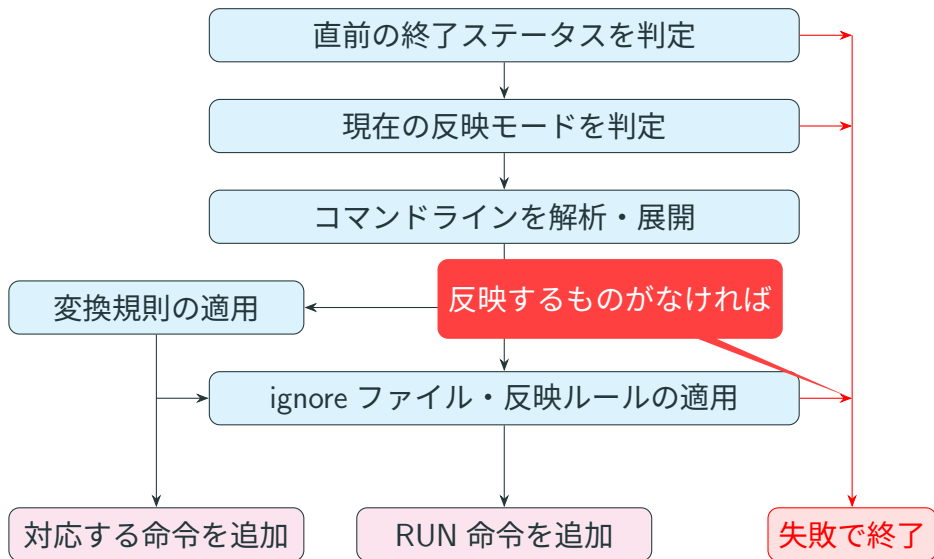 直前の終了ステータスを判定
現在の反映モードを判定
コマンドラインを解析・展開
反映するものがなければ
変換規則の適用
ignore ファイル・反映ルールの適用
対応する命令を追加
RUN 命令を追加
失敗で終了